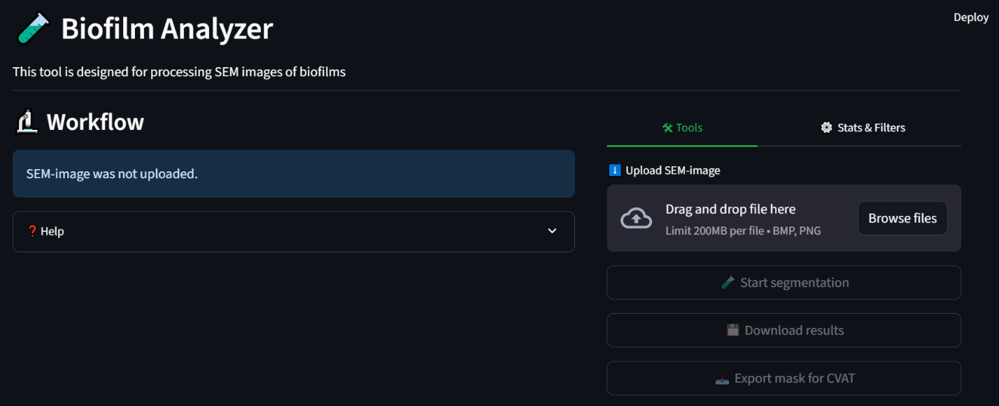 Deploy
Biofilm Analyzer
This tool is designed for processing SEM images of biofilms
Workflow
SEM-image was not uploaded.
Help
Tools
Stats & Filters
Upload SEM-image
Drag and drop file here
Limit 200MB per file • BMP, PNG
Browse files
Start segmentation
Download results
Export mask for CVAT